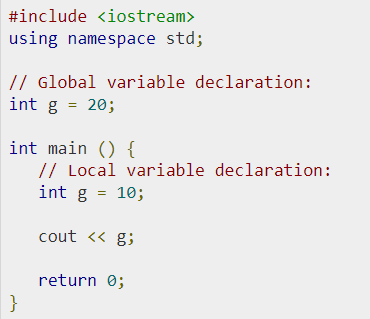 #include <iostream>
using namespace std;

// Global variable declaration:
int g = 20;

int main () {
   // Local variable declaration:
   int g = 10;

   cout << g;

   return 0;
}